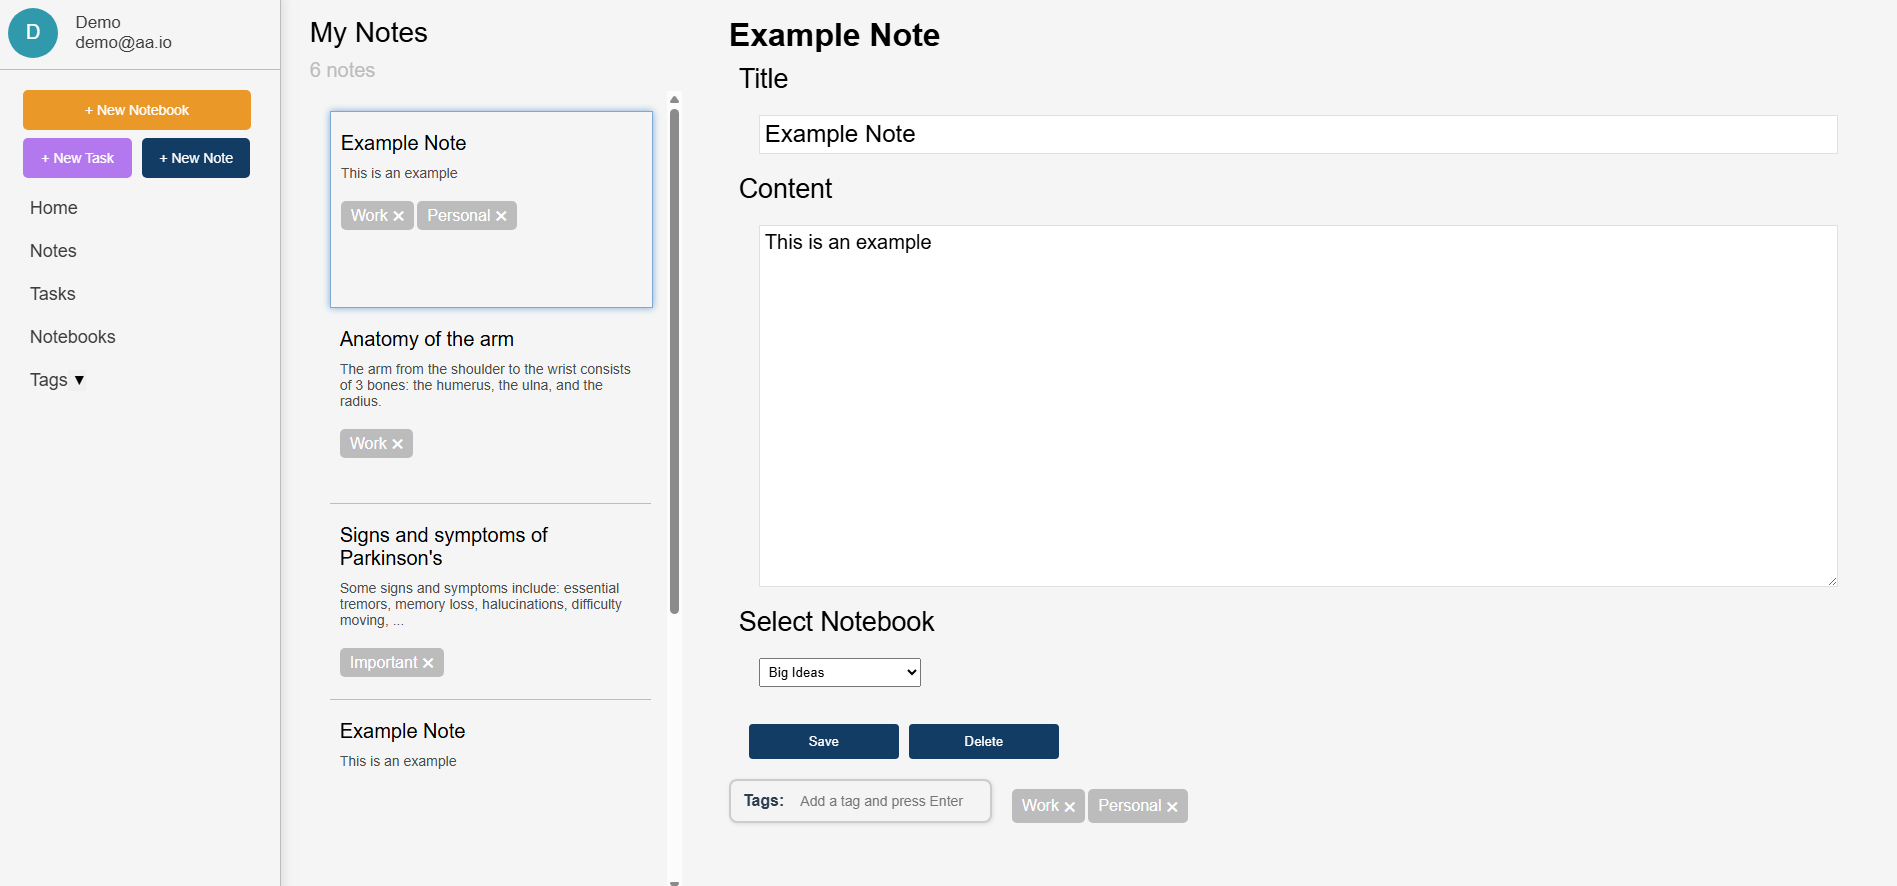 D
Demo
demo@aa.io
+ New Notebook
+ New Task
+ New Note
Home
Notes
Tasks
Notebooks
Tags ▼
My Notes
6 notes
Example Note
This is an example
Work ✕
Personal ✕
Anatomy of the arm
The arm from the shoulder to the wrist consists
of 3 bones: the humerus, the ulna, and the
radius.
Work ✕
Signs and symptoms of
Parkinson's
Some signs and symptoms include: essential
tremors, memory loss, halucinations, difficulty
moving, ...
Important ✕
Example Note
This is an example
Example Note
Title
Example Note
Content
This is an example
Select Notebook
Big Ideas
Save
Delete
Tags: Add a tag and press Enter
Work ✕
Personal ✕